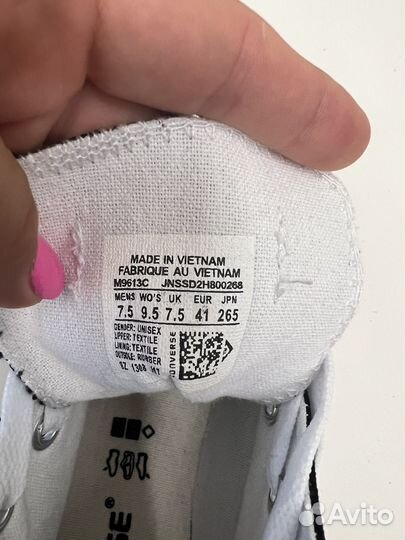 MADE IN VIETNAM
FABRIQUE AU VIETNAM
M9613C JNSSD2H800268
MENS WO'S UK EUR JPN
7.5 9.5 7.5 41 265
GENDER: UNISEX
UPPER: TEXTILE
LINING: TEXTILE
OUTSOLE: RUBBER
CONVERSE
SE®
Avito